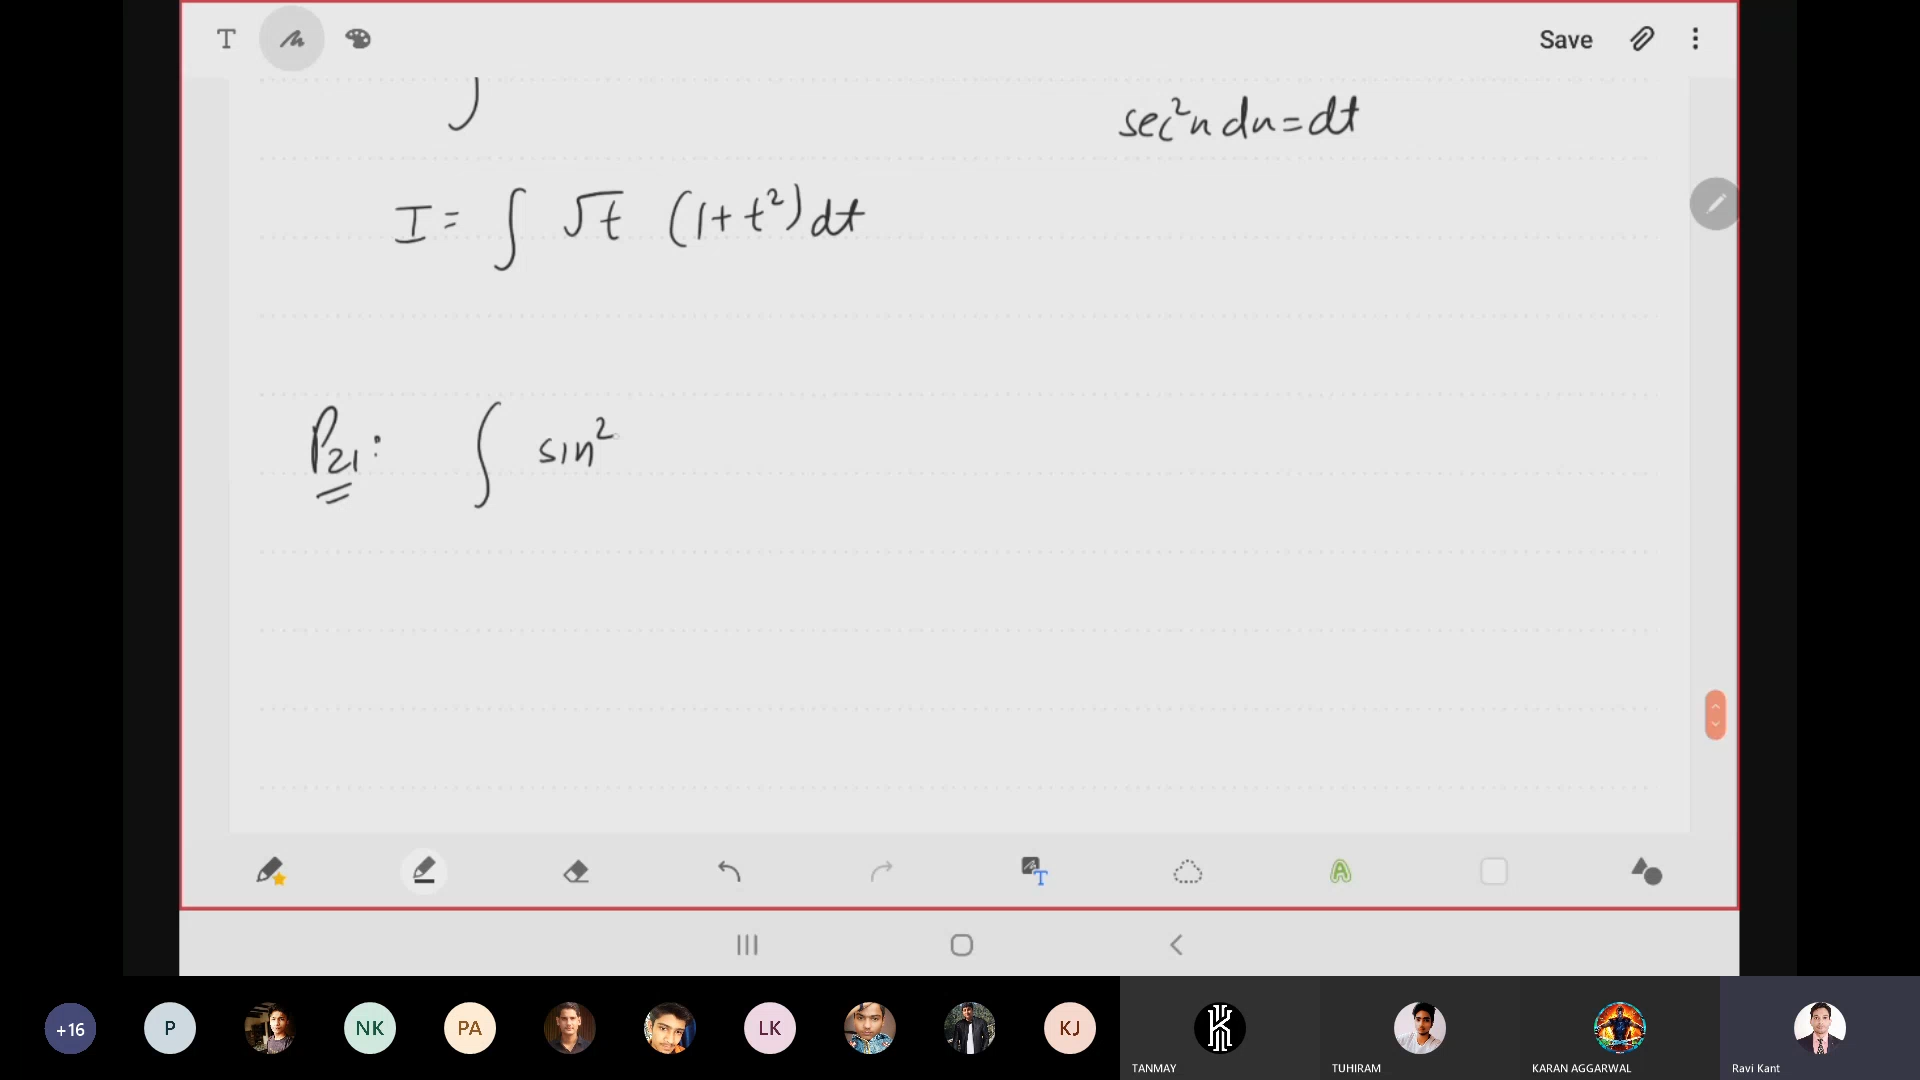 T Save
sec²x dx = dt
I = ∫ √t (1 + t²) dt
P₂₁: ∫ sin²
T A
+16 P NK PA LK KJ
TANMAY TUHIRAM KARAN AGGARWAL Ravi Kant